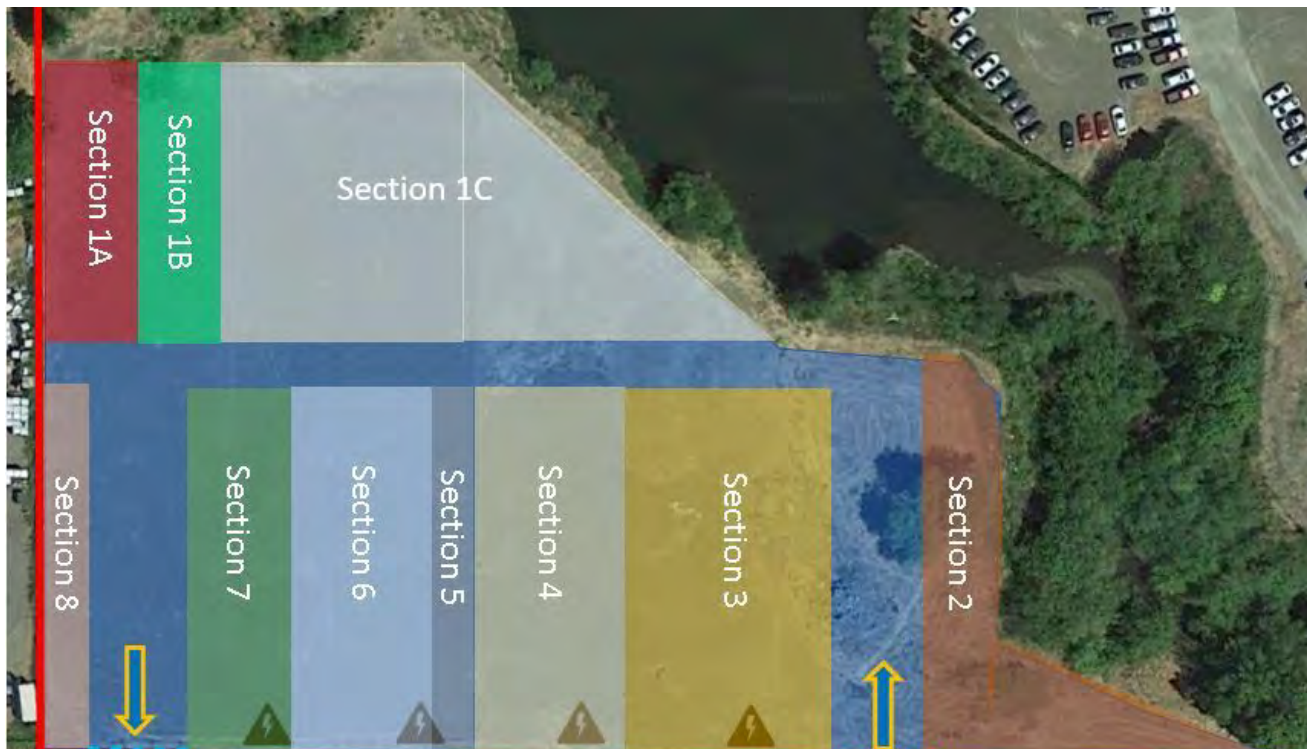 Section 1A
Section 1B
Section 1C
Section 8
Section 7
Section 6
Section 5
Section 4
Section 3
Section 2